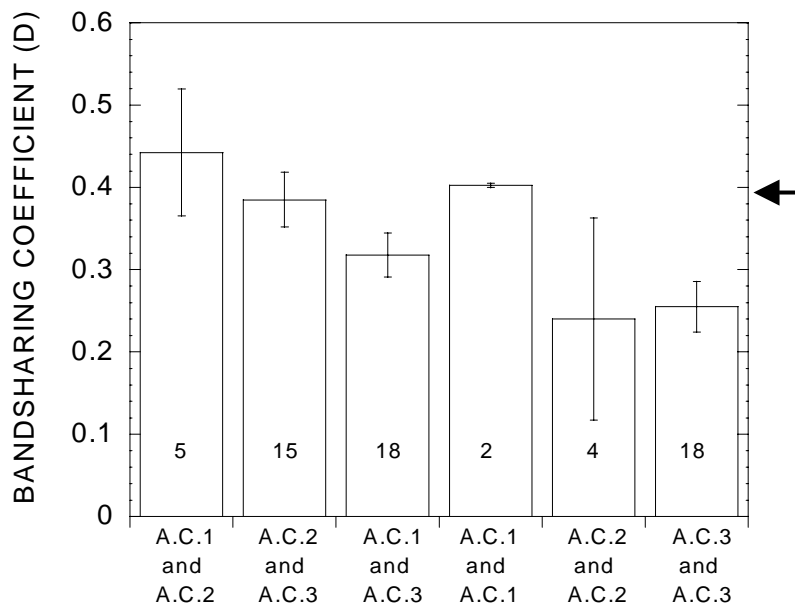 BANDSHARING COEFFICIENT (D)
0.6
0.5
0.4
0.3
0.2
0.1
0
5 15 18 2 4 18
A.C.1 A.C.2 A.C.1 A.C.1 A.C.2 A.C.3
and and and and and and
A.C.2 A.C.3 A.C.3 A.C.1 A.C.2 A.C.3